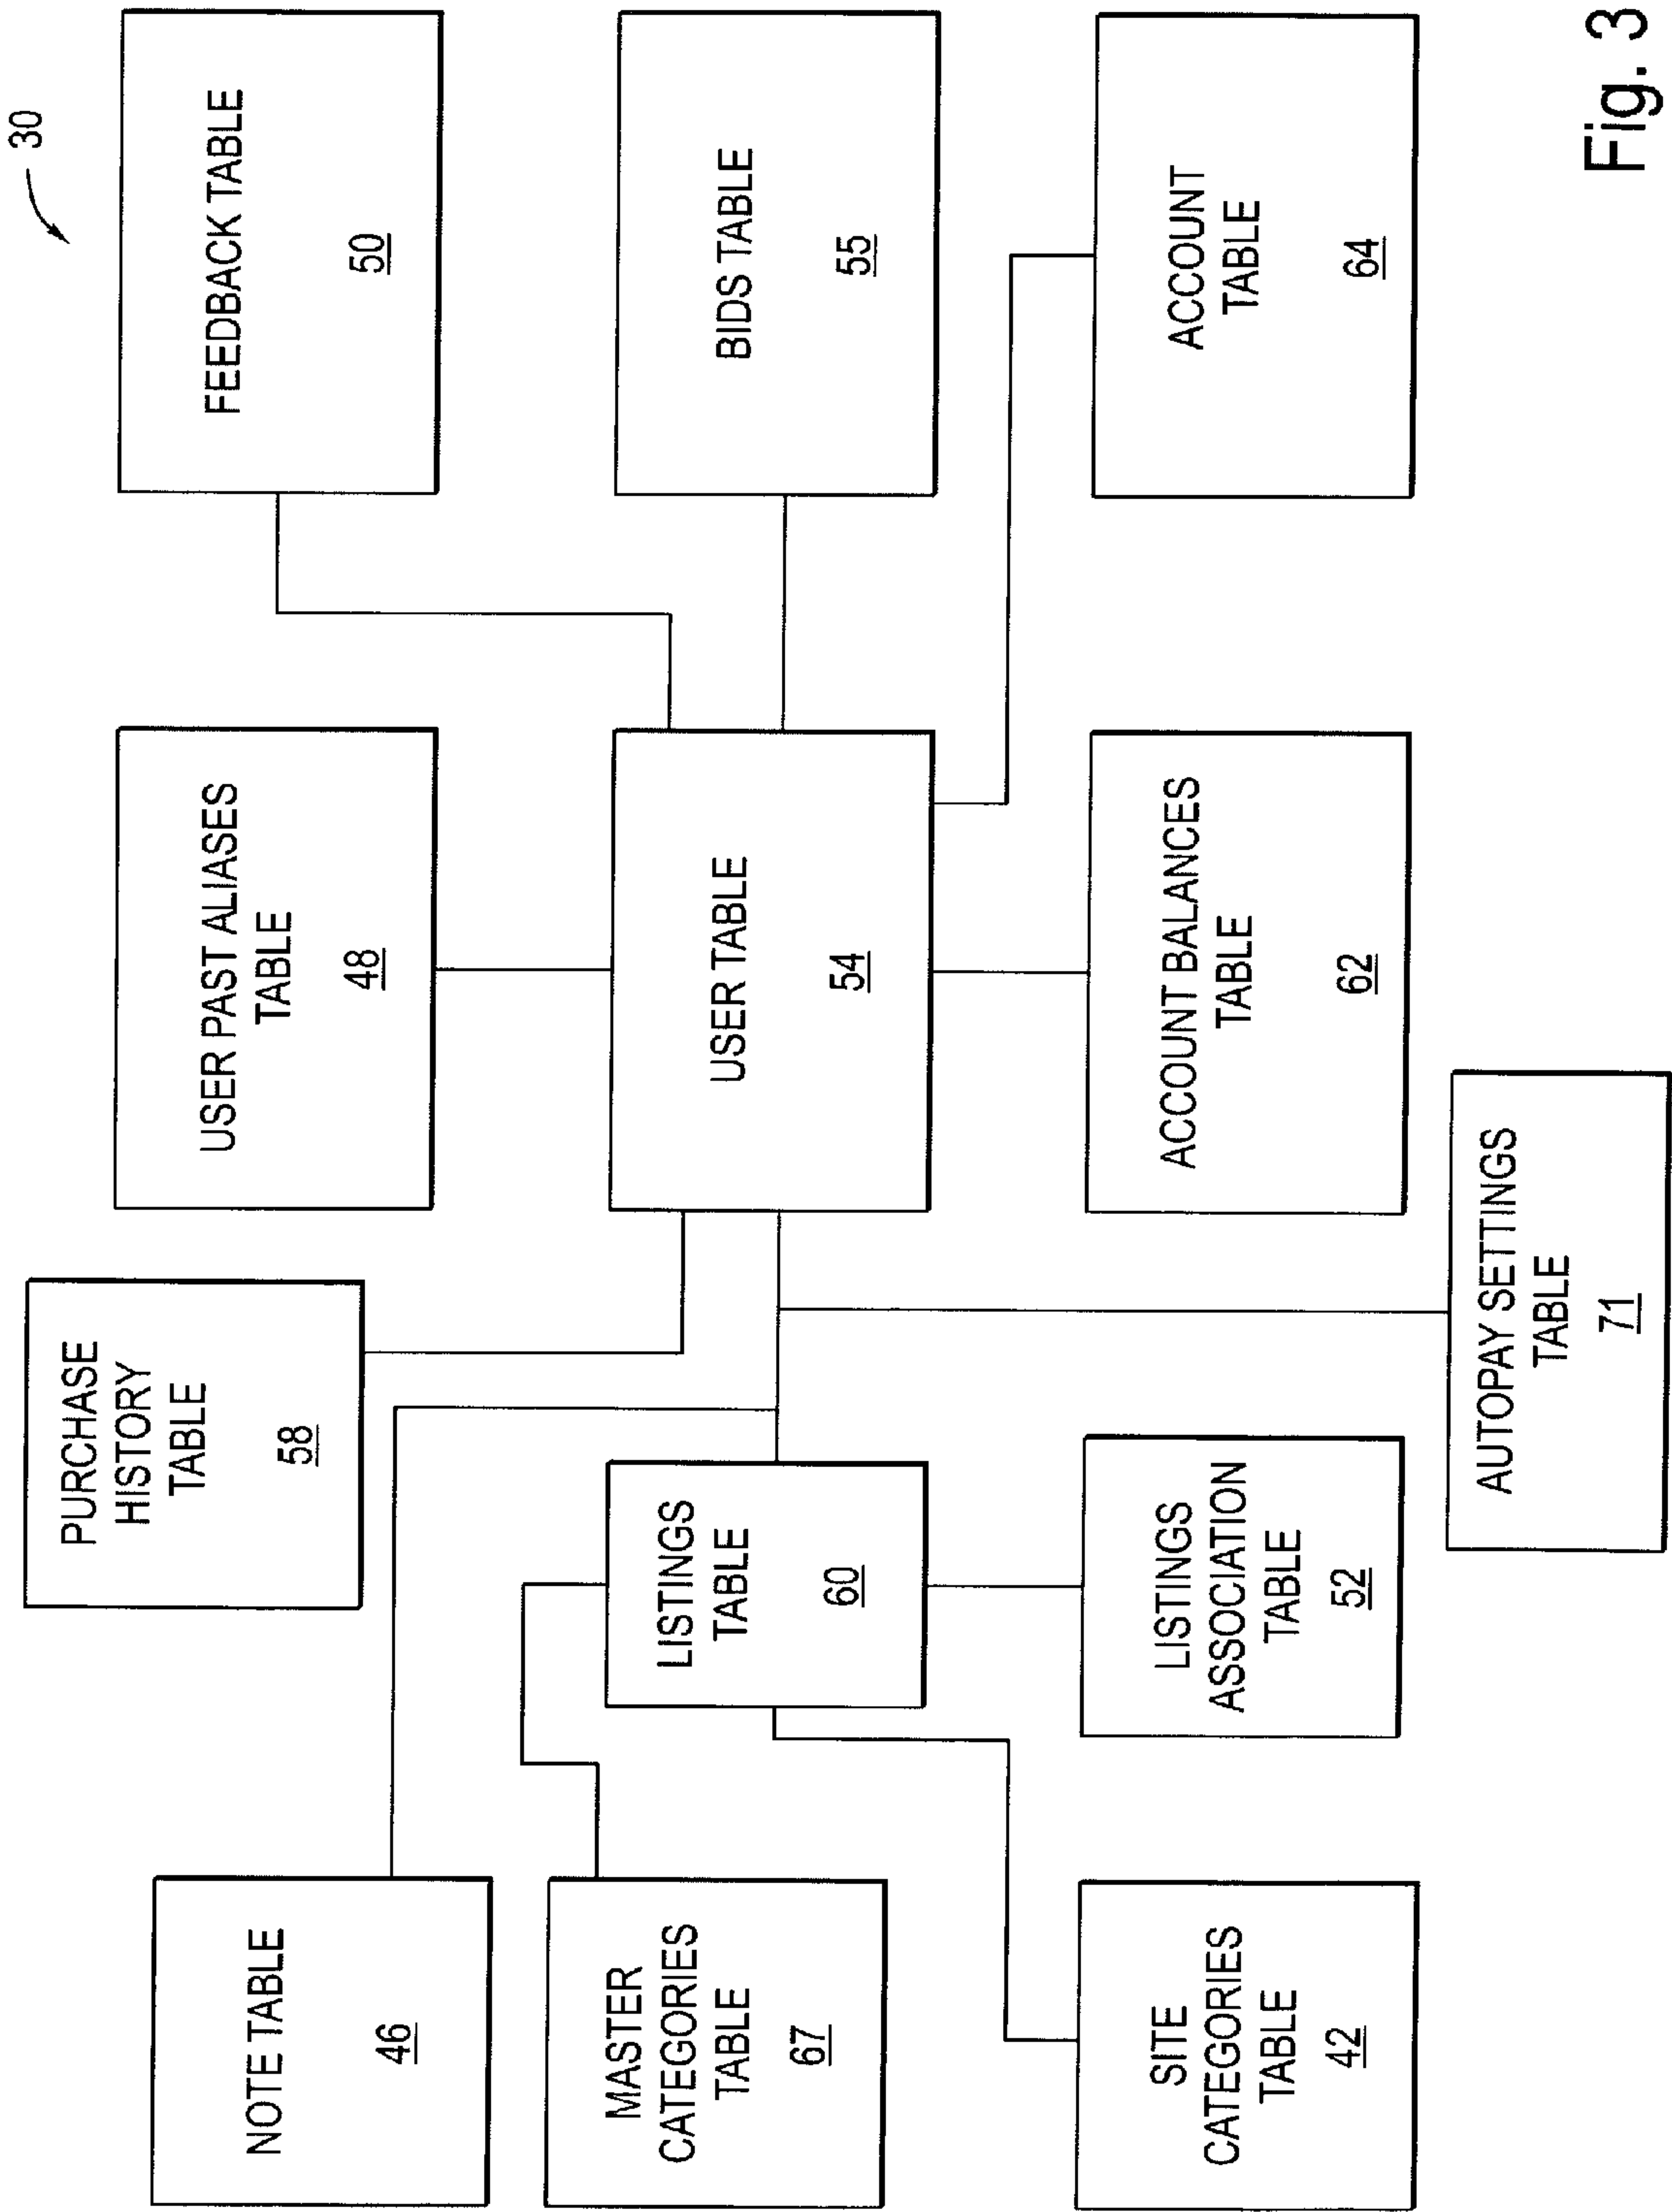 30
NOTE TABLE
46
PURCHASE
HISTORY
TABLE
58
USER PAST ALIASES
TABLE
48
FEEDBACK TABLE
50
MASTER
CATEGORIES
TABLE
67
LISTINGS
TABLE
60
USER TABLE
54
BIDS TABLE
55
SITE
CATEGORIES
TABLE
42
LISTINGS
ASSOCIATION
TABLE
52
ACCOUNT BALANCES
TABLE
62
ACCOUNT
TABLE
64
AUTOPAY SETTINGS
TABLE
71
Fig. 3